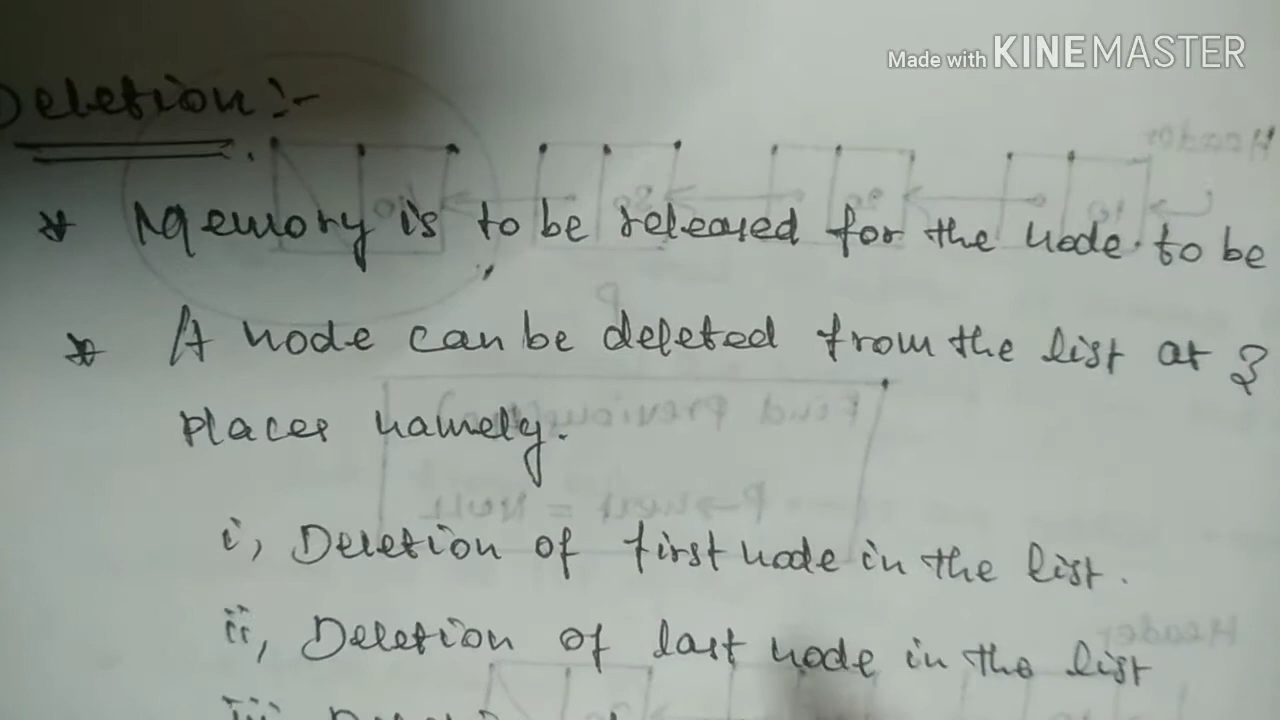 Made with KINEMASTER
Deletion :-
* Memory is to be released for the node to be
* A node can be deleted from the list at 3
places namely.
i, Deletion of first node in the list.
ii, Deletion of last node in the list
iii,